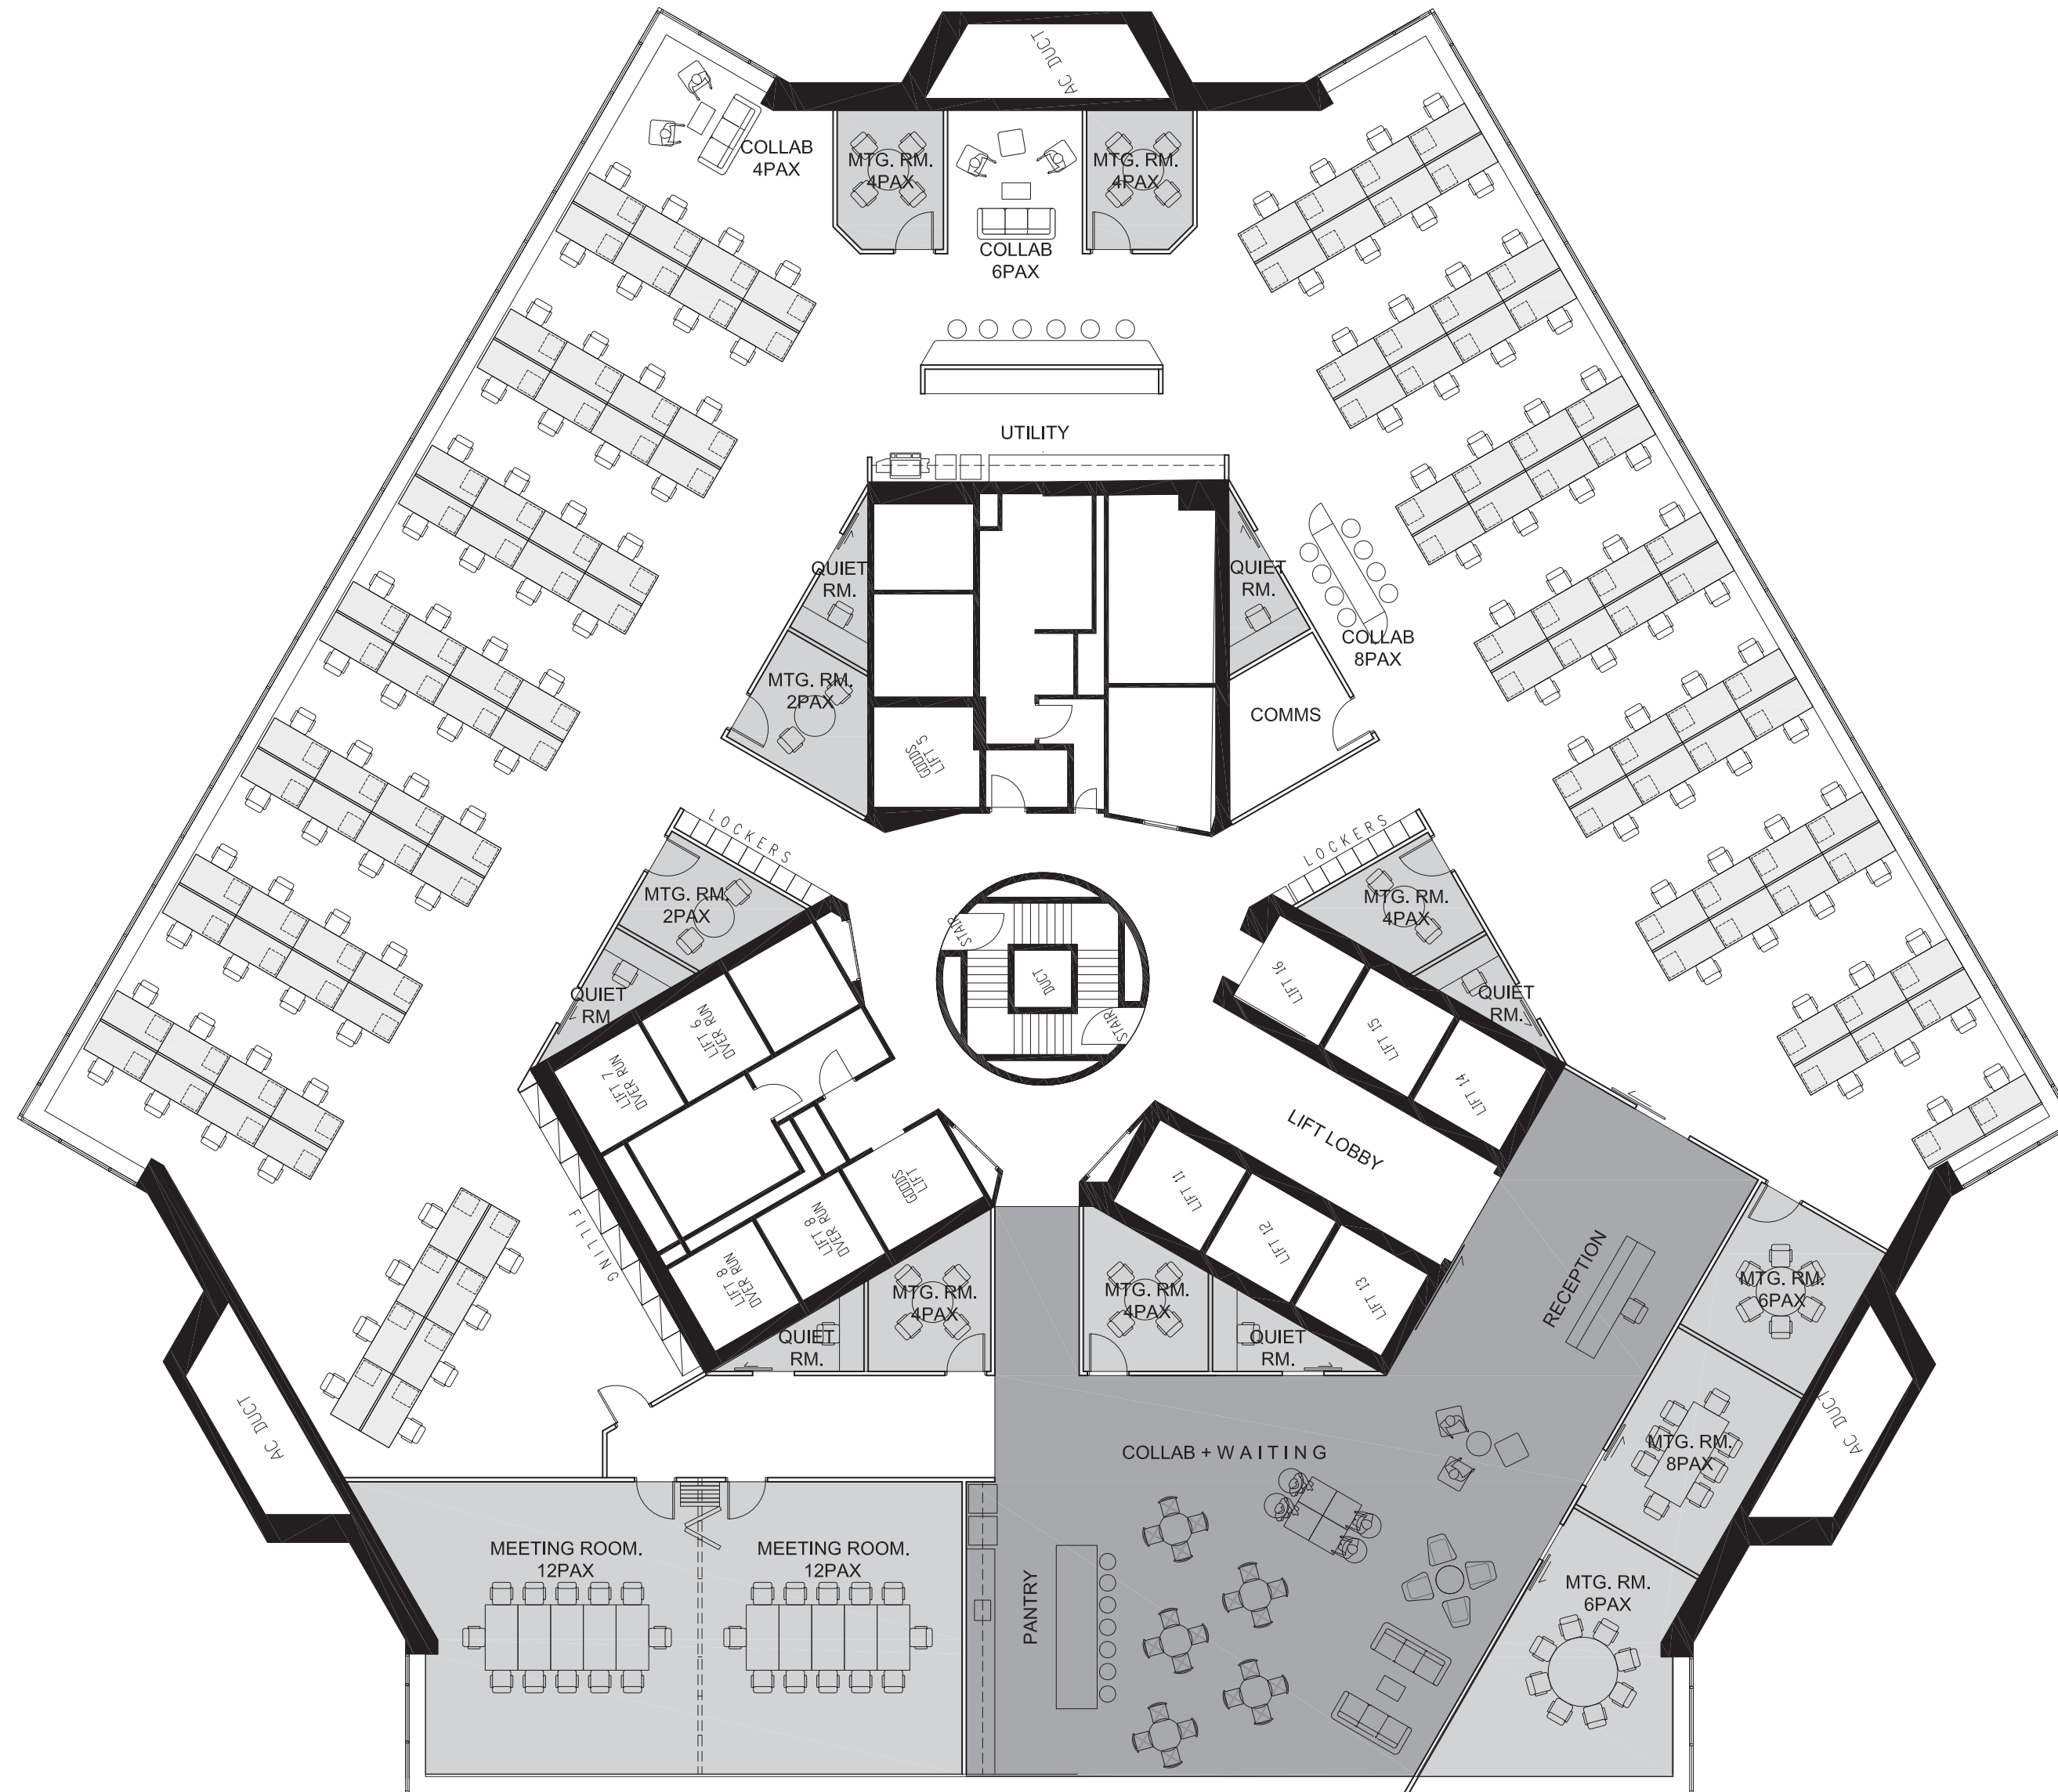 AC DUCT
COLLAB
4PAX
MTG. RM.
4PAX
MTG. RM.
4PAX
COLLAB
6PAX
UTILITY
QUIET
RM.
QUIET
RM.
COLLAB
8PAX
MTG. RM.
2PAX
GOODS
LIFT 5
COMMS
LOCKERS
LOCKERS
MTG. RM.
2PAX
MTG. RM.
4PAX
STAIR
DUCT
STAIR
QUIET
RM
LIFT 6
OVER RUN
LIFT 7
OVER RUN
LIFT 16
LIFT 15
LIFT 14
QUIET
RM.
LIFT LOBBY
FILLING
GOODS
LIFT
LIFT 8
OVER RUN
LIFT 8
OVER RUN
LIFT 11
LIFT 12
LIFT 13
MTG. RM.
4PAX
MTG. RM.
4PAX
QUIET
RM.
QUIET
RM.
RECEPTION
MTG. RM.
6PAX
AC DUCT
AC DUCT
COLLAB + WAITING
MTG. RM.
8PAX
MEETING ROOM.
12PAX
MEETING ROOM.
12PAX
PANTRY
MTG. RM.
6PAX